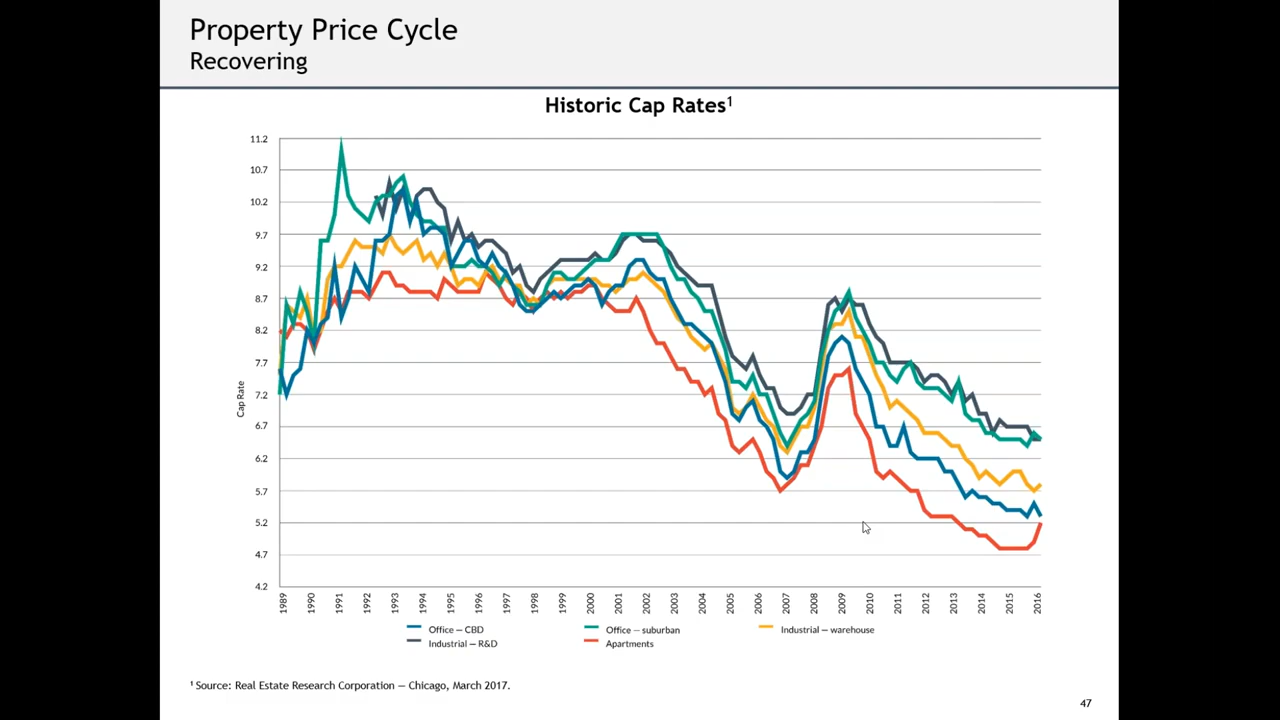 Property Price Cycle
Recovering
Historic Cap Rates¹
11.2
10.7
10.2
9.7
9.2
8.7
8.2
7.7
7.2
6.7
6.2
5.7
5.2
4.7
4.2
Cap Rate
1989 1990 1991 1992 1993 1994 1995 1996 1997 1998 1999 2000 2001 2002 2003 2004 2005 2006 2007 2008 2009 2010 2011 2012 2013 2014 2015 2016
Office — CBD Office — suburban Industrial — warehouse
Industrial — R&D Apartments
¹ Source: Real Estate Research Corporation — Chicago, March 2017.
47